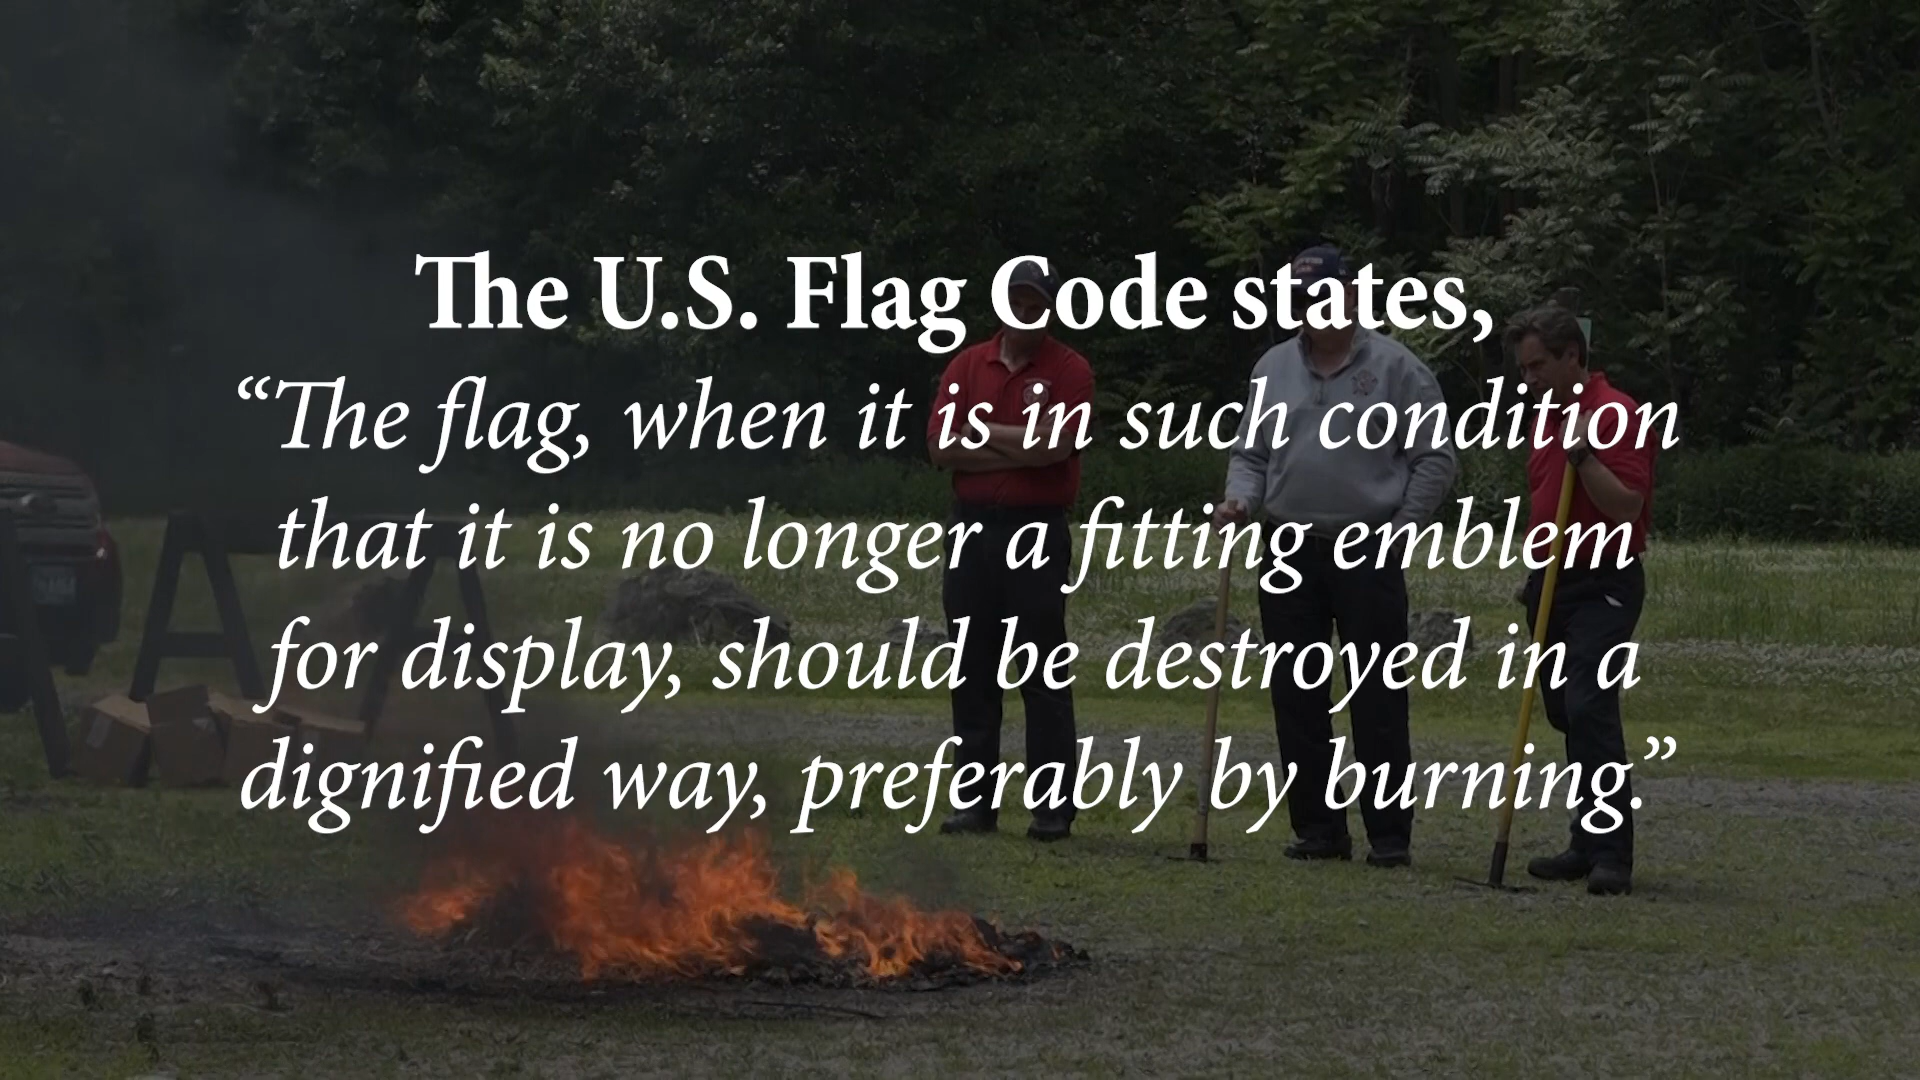 The U.S. Flag Code states,
“The flag, when it is in such condition
that it is no longer a fitting emblem
for display, should be destroyed in a
dignified way, preferably by burning.”